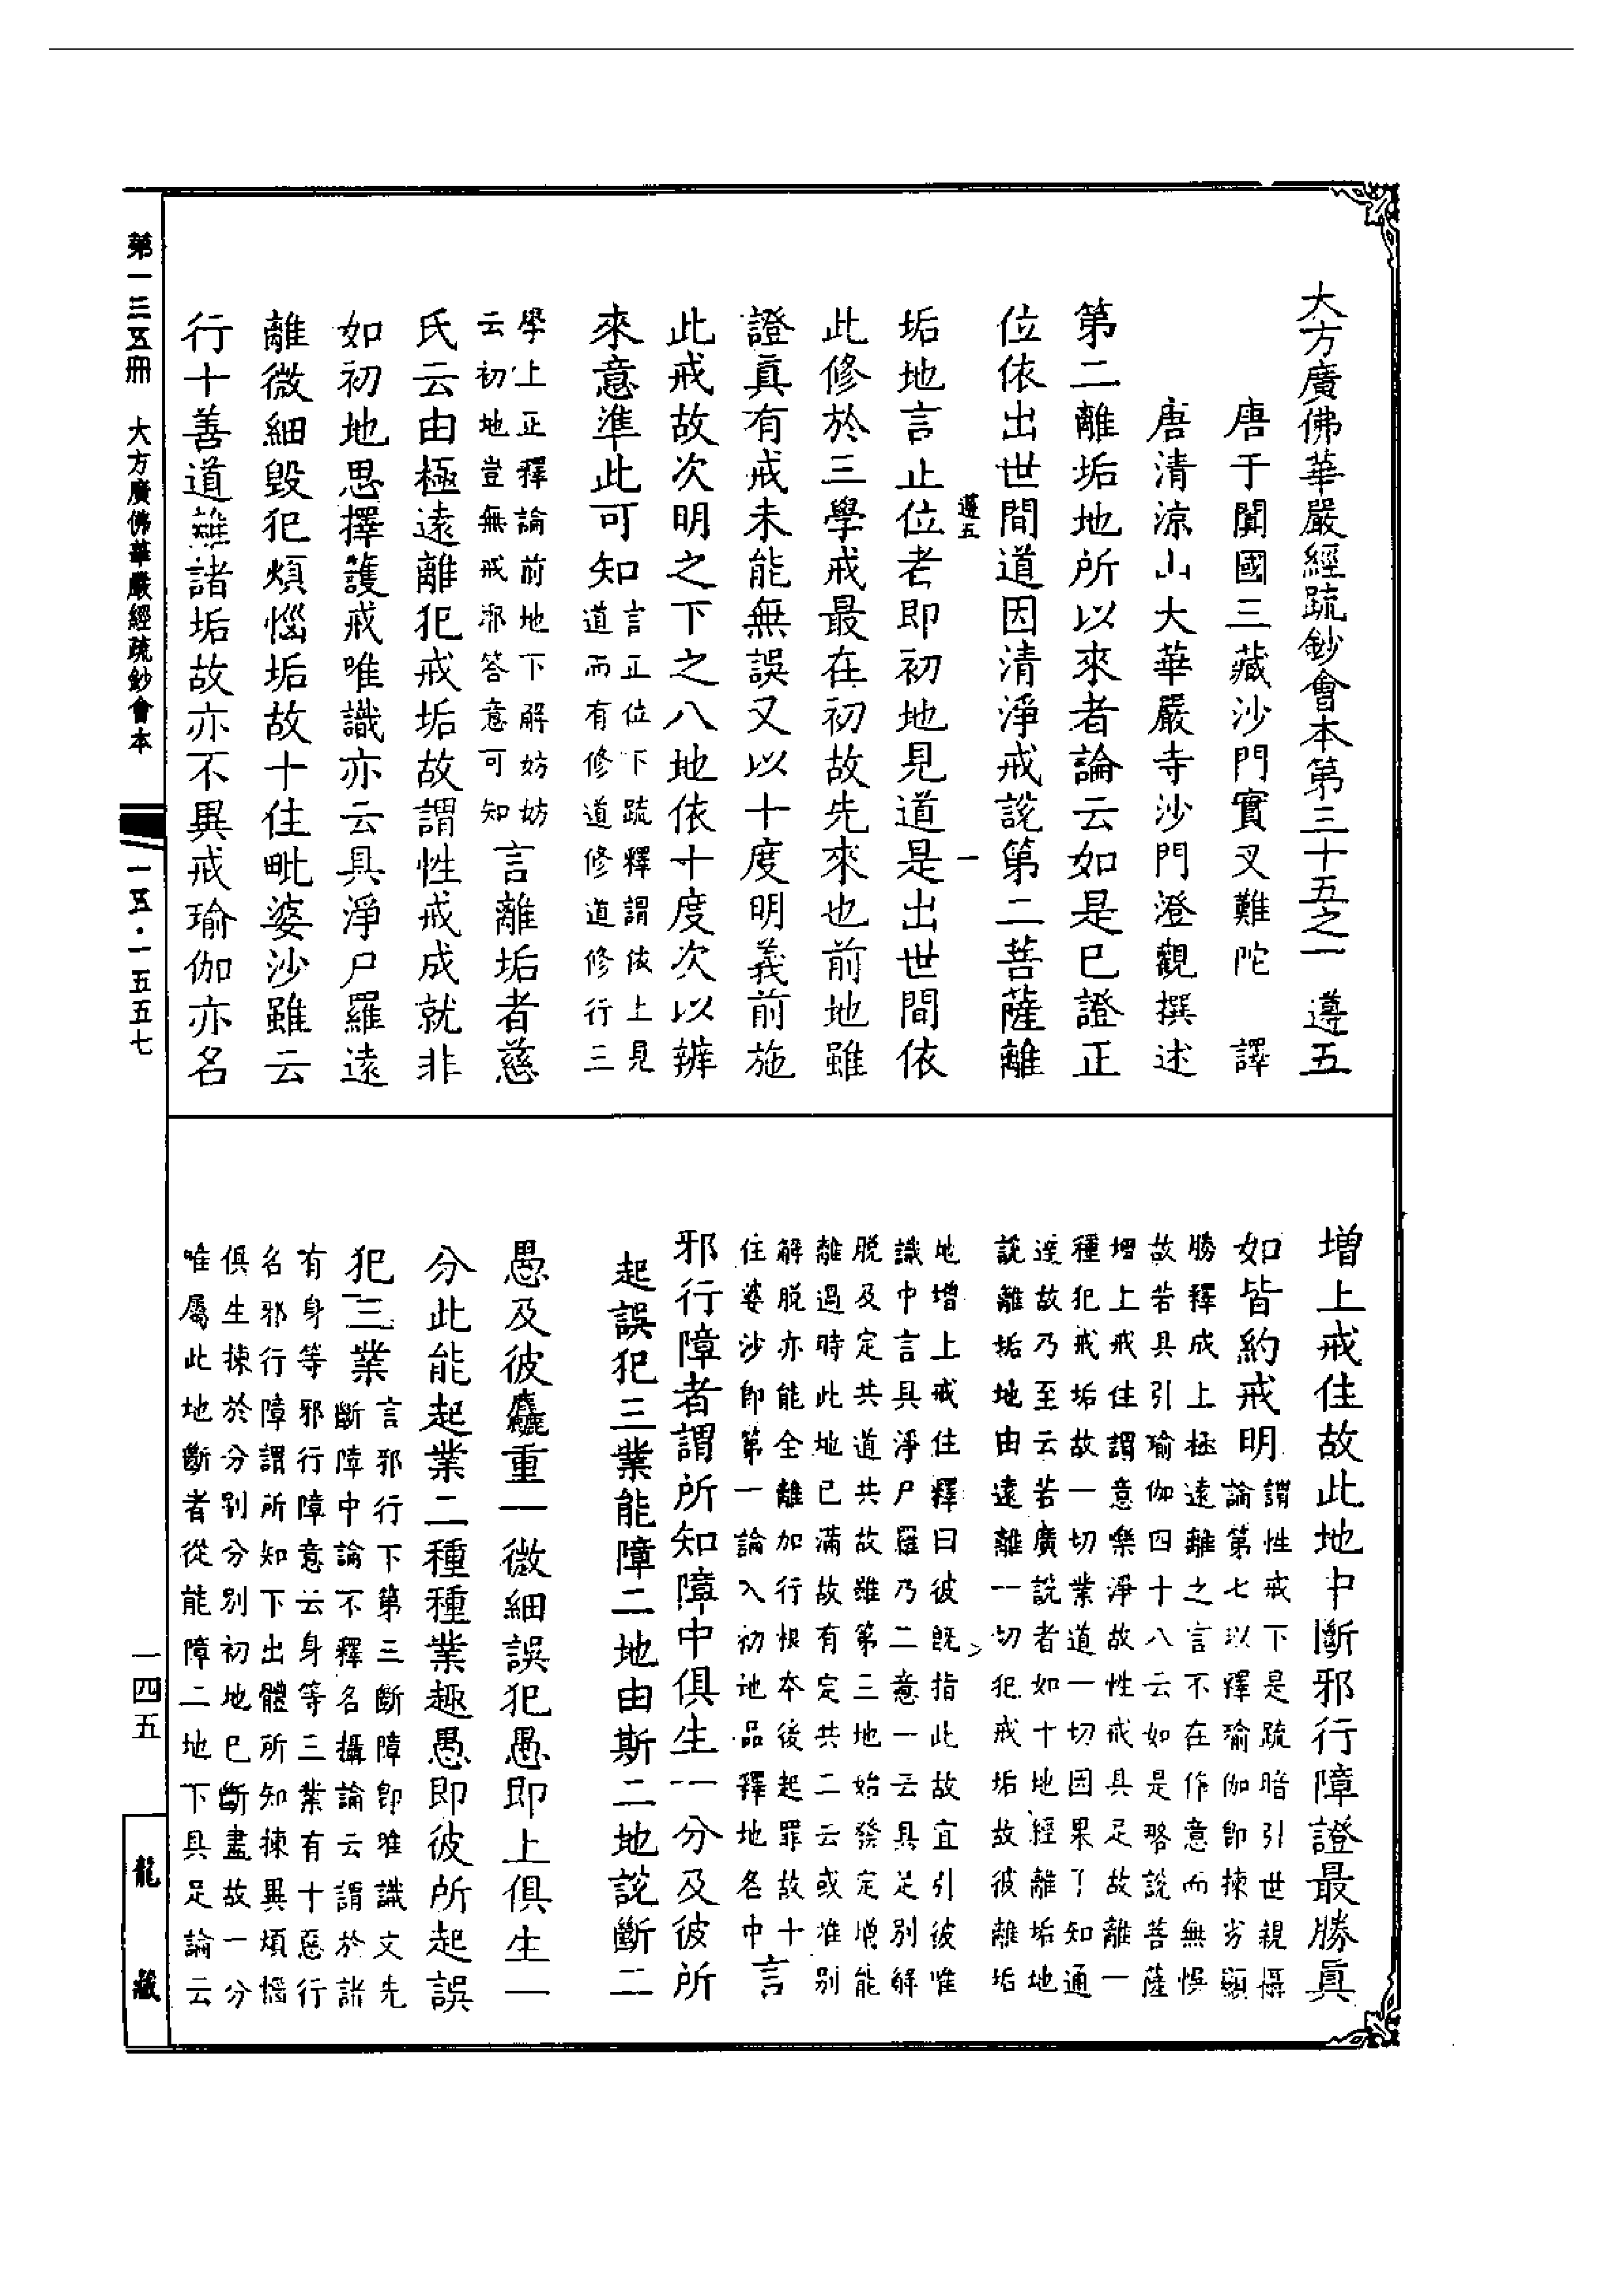 大方廣佛華嚴經疏鈔會本第三十五之一　遵五
唐于闐國三藏沙門實叉難陀　譯
唐清涼山大華嚴寺沙門澄觀撰述
第二離垢地所以來者論云如是已證正
位依出世間道因清淨戒說第二菩薩離
遵五　一
垢地言止位者即初地見道是出世間依
此修於三學戒最在初故先來也前地雖
證真有戒未能無誤又以十度明義前施
此戒故次明之下之八地依十度次以辨
來意準此可知
言正位下疏釋謂依上見
道而有修道修道修行三
學上正釋論前地下解妨妨
云初地豈無戒邪答意可知
言離垢者慈
氏云由極遠離犯戒垢故謂性戒成就非
如初地思擇護戒唯識亦云具淨尸羅遠
離微細毀犯煩惱垢故十住毗婆沙雖云
行十善道離諸垢故亦不異戒瑜伽亦名
增上戒住故此地中斷邪行障證最勝真
如皆約戒明
謂性戒下是疏暗引世親攝
論第七以釋瑜伽即揀劣顯
勝釋成上極遠離之言不在作意而無悞
故若具引瑜伽四十八云如是略說菩薩
增上戒住謂意樂淨故性戒具足故離一
種犯戒垢故一切業道一切因果了知通
達故乃至云若廣說者如十地經離垢地
說離垢地由遠離一切犯戒垢故彼離垢
地增上戒住釋曰彼既指此故宜引彼唯
識中言具淨尸羅乃二意一云具足別解
脫及定共道共故雖第三地始發定增能
離過時此地已滿故有定共二云或准別
解脫亦能全離加行根本後起罪故十
住婆沙即第一論入初地品釋地名中
言
邪行障者謂所知障中俱生一分及彼所
起誤犯三業能障二地由斯二地說斷二
愚及彼麤重一微細誤犯愚即上俱生一
分此能起業二種種業趣愚即彼所起誤
犯三業
言邪行下第三斷障即唯識文先
斷障中論不釋名攝論云謂於諸
有身等邪行障意云身等三業有十惡行
名邪行障謂所知下出體所知揀異煩惱
俱生揀於分別分別初地已斷盡故一分
唯屬此地斷者從能障二地下具足論云
第一三五冊　大方廣佛華嚴經疏鈔會本
一五·一五五七
一四五
龍　藏